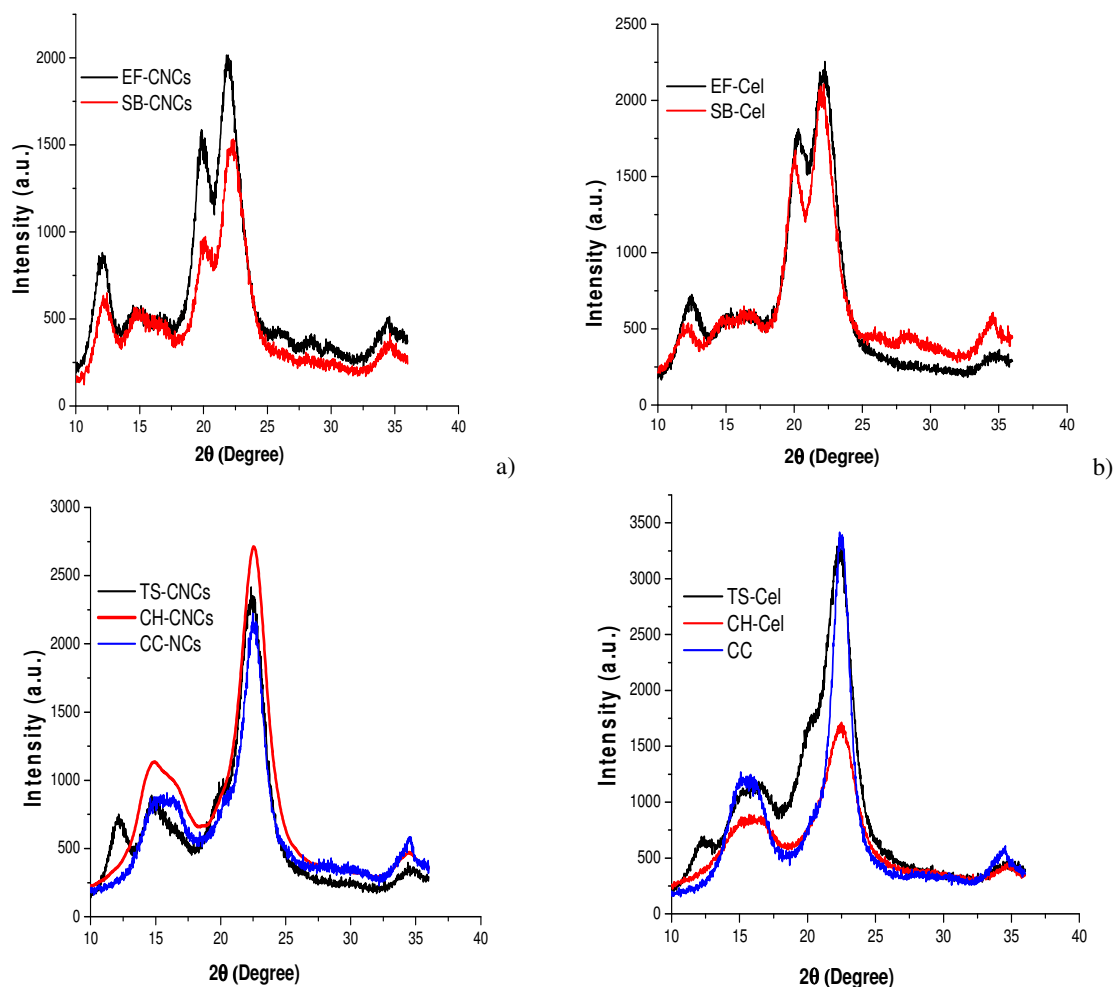 EF-CNCs
SB-CNCs
Intensity (a.u.)
2000
1500
1000
500
0
10 15 20 25 30 35 40
2θ (Degree)
a)
EF-Cel
SB-Cel
Intensity (a.u.)
2500
2000
1500
1000
500
0
10 15 20 25 30 35 40
2θ (Degree)
b)
TS-CNCs
CH-CNCs
CC-NCs
Intensity (a.u.)
3000
2500
2000
1500
1000
500
0
10 15 20 25 30 35 40
2θ (Degree)
TS-Cel
CH-Cel
CC
Intensity (a.u.)
3500
3000
2500
2000
1500
1000
500
0
10 15 20 25 30 35 40
2θ (Degree)